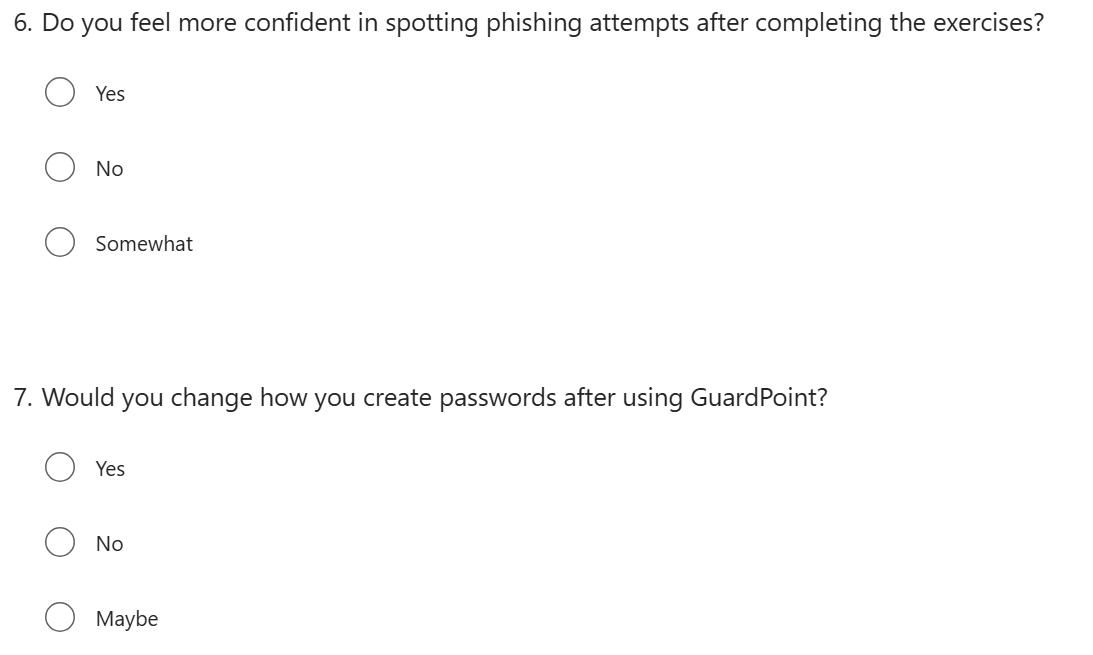 6. Do you feel more confident in spotting phishing attempts after completing the exercises?
Yes
No
Somewhat
7. Would you change how you create passwords after using GuardPoint?
Yes
No
Maybe